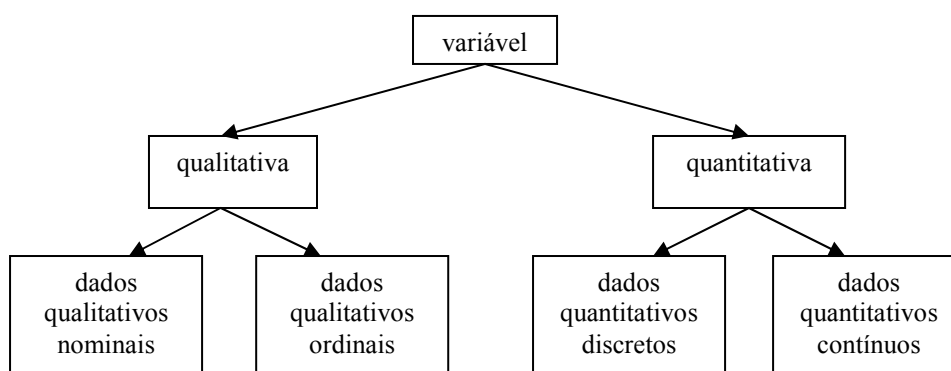 variável
qualitativa
quantitativa
dados
qualitativos
nominais
dados
qualitativos
ordinais
dados
quantitativos
discretos
dados
quantitativos
contínuos